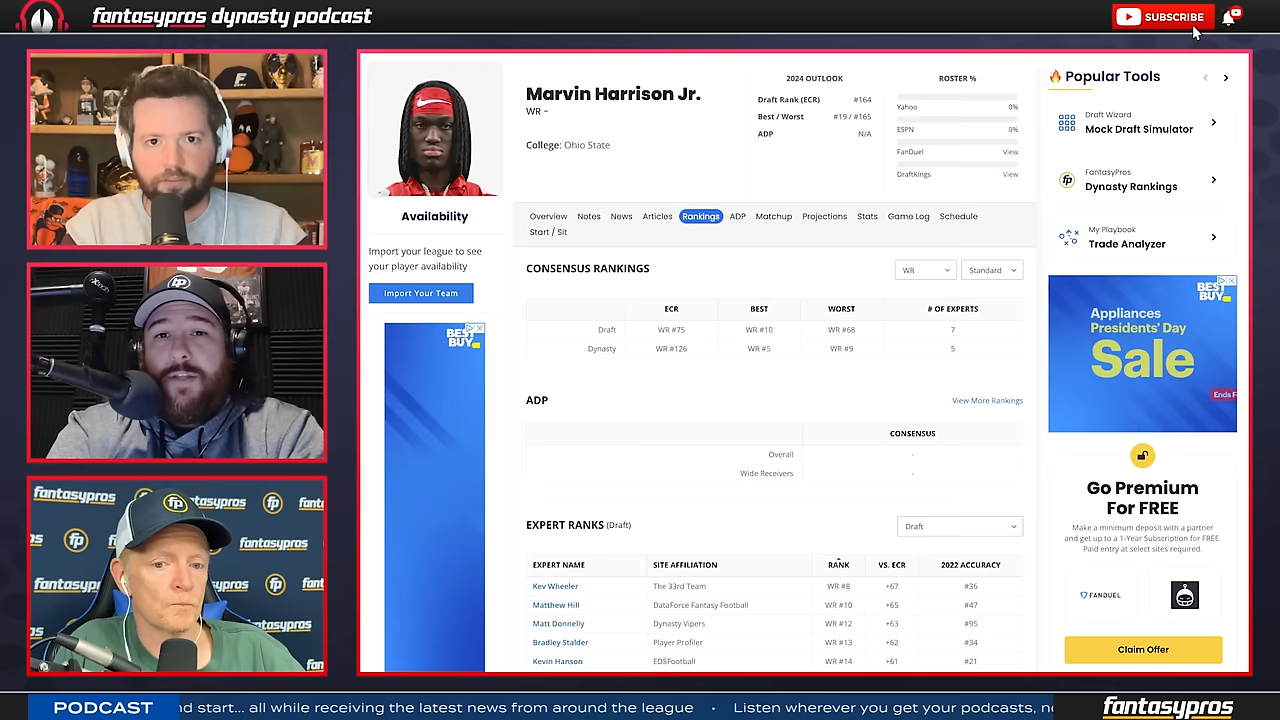 fantasypros dynasty podcast
SUBSCRIBE
F
XTECH
fp
fantasypros
fp
fantasypros
Marvin Harrison Jr.
WR -
College: Ohio State
2024 OUTLOOK
Draft Rank (ECR) #164
Best / Worst #19 / #165
ADP N/A
ROSTER %
Yahoo 0%
ESPN 0%
FanDuel View
DraftKings View
Availability
Import your league to see
your player availability
Import Your Team
BEST
BUY
Overview Notes News Articles Rankings ADP Matchup Projections Stats Game Log Schedule
Start / Sit
CONSENSUS RANKINGS
WR Standard
ECR BEST WORST # OF EXPERTS
Draft WR #75 WR #10 WR #68 7
Dynasty WR #126 WR #5 WR #9 5
ADP View More Rankings
CONSENSUS
Overall -
Wide Receivers -
EXPERT RANKS (Draft) Draft
EXPERT NAME SITE AFFILIATION RANK VS. ECR 2022 ACCURACY
Kev Wheeler The 33rd Team WR #8 +67 #36
Matthew Hill DataForce Fantasy Football WR #10 +65 #47
Matt Donnelly Dynasty Vipers WR #12 +63 #95
Bradley Stalder Player Profiler WR #13 +62 #34
Kevin Hanson EDSFootball WR #14 +61 #21
Popular Tools
Draft Wizard
Mock Draft Simulator
FantasyPros
Dynasty Rankings
My Playbook
Trade Analyzer
BEST
BUY
Appliances
Presidents' Day
Sale
Ends F
Go Premium
For FREE
Make a minimum deposit with a partner
and get up to a 1-Year Subscription for FREE.
Paid entry at select sites required.
FANDUEL
Claim Offer
PODCAST
nd start... all while receiving the latest news from around the league • Listen wherever you get your podcasts, n
fantasypros